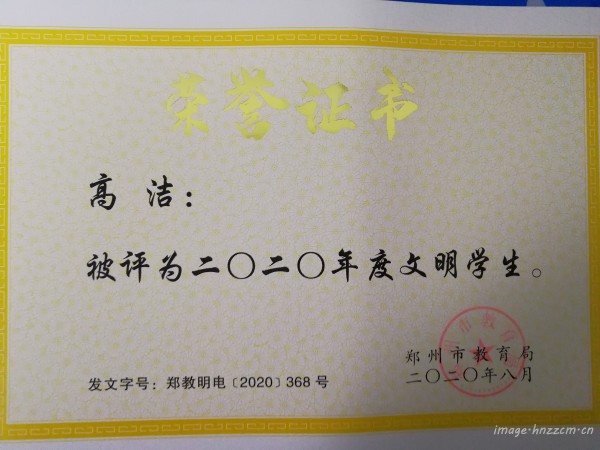 荣誉证书
高 洁：
被评为二〇二〇年度文明学生。
郑州市教育局
二〇二〇年八月
发文字号：郑教明电〔2020〕368号
image·hnzzcm·cn